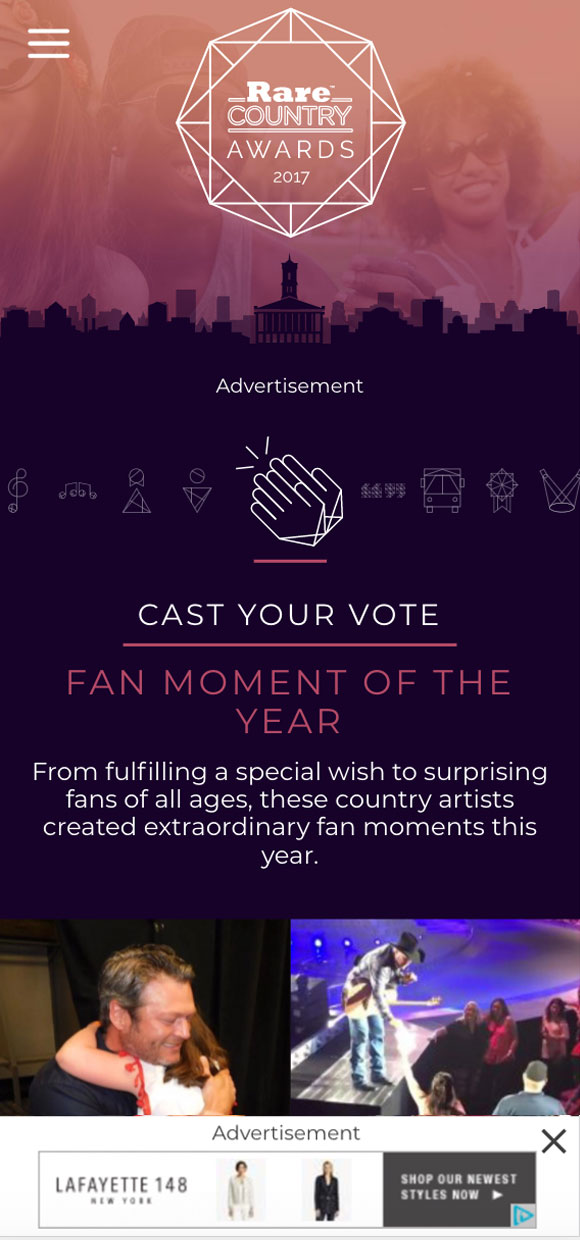 Rare™
COUNTRY
AWARDS
2017
Advertisement
CAST YOUR VOTE
FAN MOMENT OF THE
YEAR
From fulfilling a special wish to surprising
fans of all ages, these country artists
created extraordinary fan moments this
year.
Advertisement
LAFAYETTE 148
NEW YORK
SHOP OUR NEWEST
STYLES NOW ▶